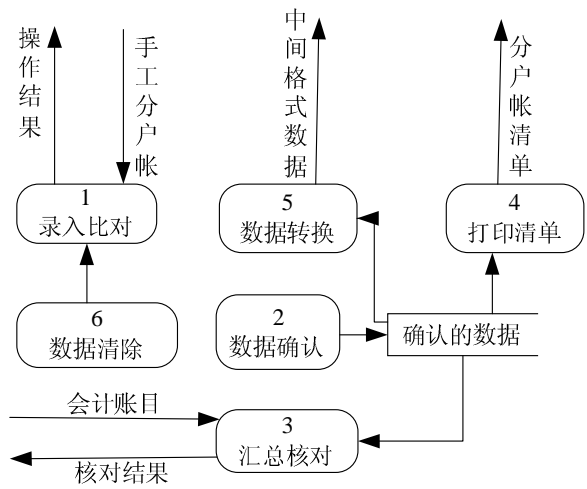 操作结果
手工分户帐
中间格式数据
分户帐清单
1
录入比对
5
数据转换
4
打印清单
6
数据清除
2
数据确认
确认的数据
会计账目
3
汇总核对
核对结果